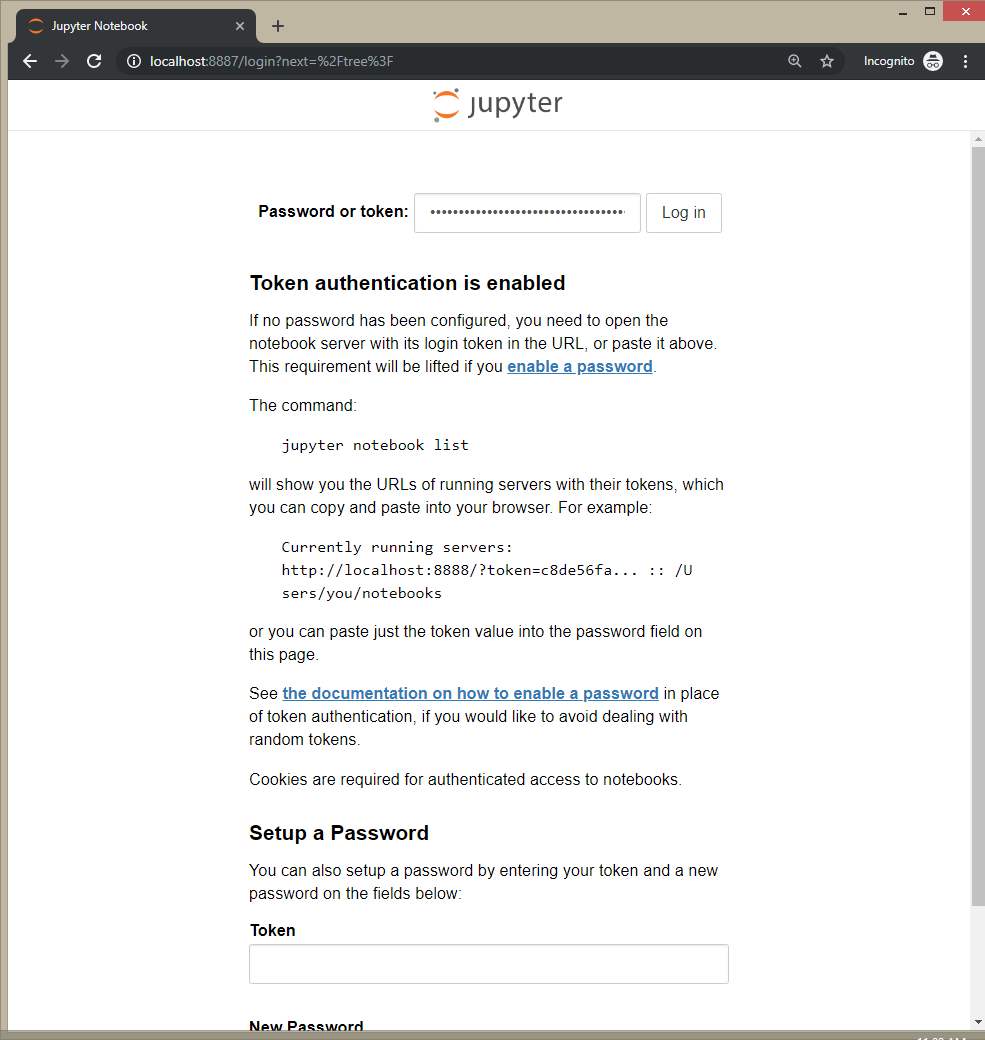 Jupyter Notebook
localhost:8887/login?next=%2Ftree%3F
Incognito
jupyter
Password or token:
Log in
Token authentication is enabled
If no password has been configured, you need to open the
notebook server with its login token in the URL, or paste it above.
This requirement will be lifted if you enable a password.
The command:
jupyter notebook list
will show you the URLs of running servers with their tokens, which
you can copy and paste into your browser. For example:
Currently running servers:
http://localhost:8888/?token=c8de56fa... :: /U
sers/you/notebooks
or you can paste just the token value into the password field on
this page.
See the documentation on how to enable a password in place
of token authentication, if you would like to avoid dealing with
random tokens.
Cookies are required for authenticated access to notebooks.
Setup a Password
You can also setup a password by entering your token and a new
password on the fields below:
Token
New Password